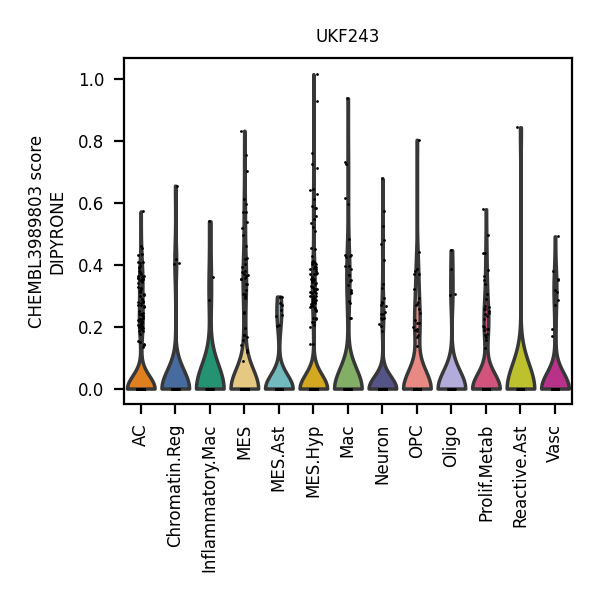 UKF243
CHEMBL3989803 score
DIPYRONE
1.0
0.8
0.6
0.4
0.2
0.0
AC
Chromatin.Reg
Inflammatory.Mac
MES
MES.Ast
MES.Hyp
Mac
Neuron
OPC
Oligo
Prolif.Metab
Reactive.Ast
Vasc